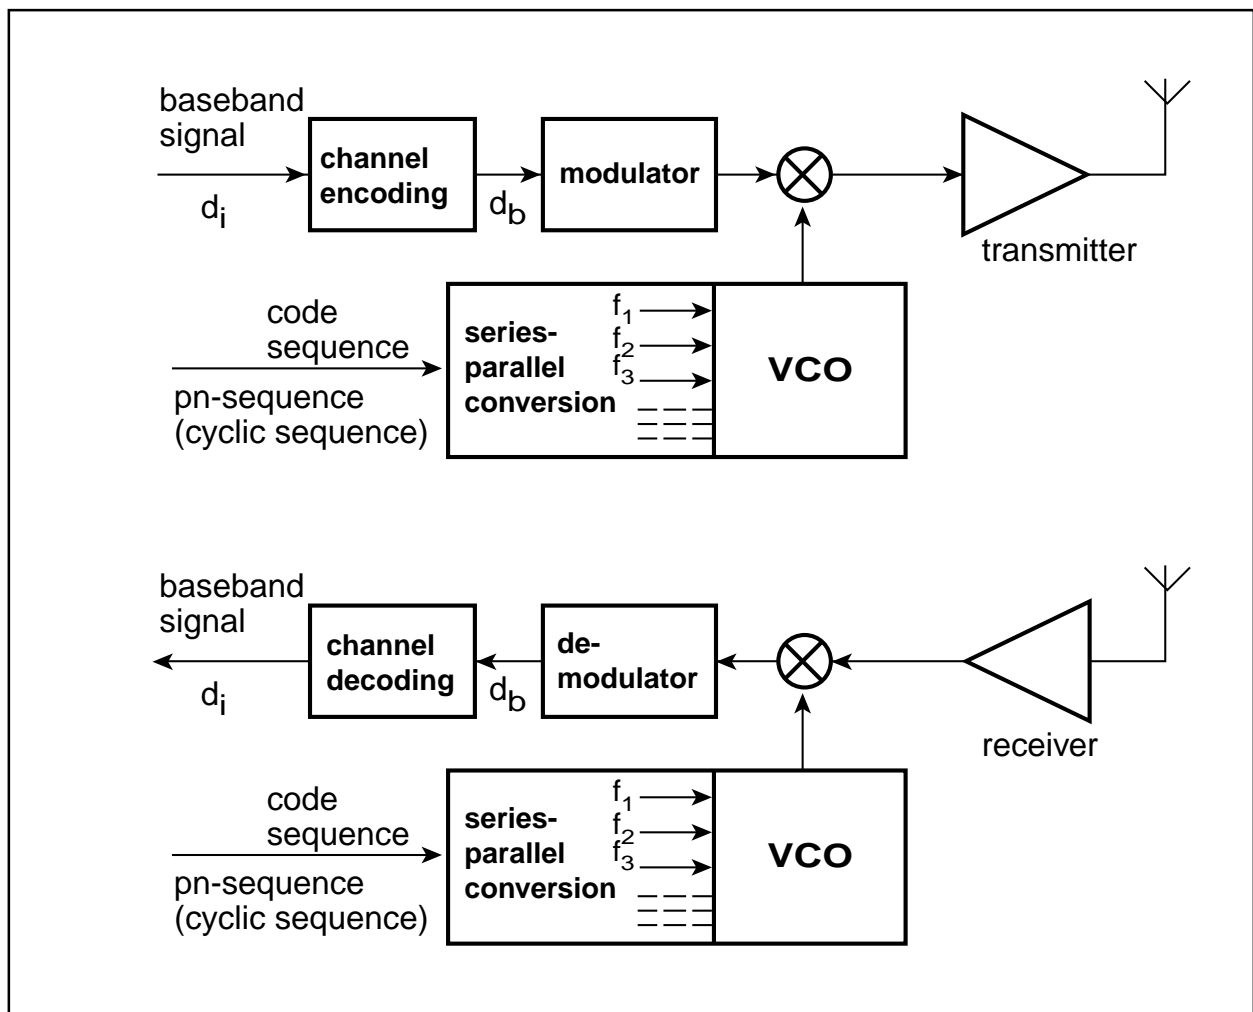 baseband
signal
channel
encoding
modulator
d_i
d_b
transmitter
code
sequence
pn-sequence
(cyclic sequence)
series-
parallel
conversion
f_1
f_2
f_3
VCO
baseband
signal
channel
decoding
de-
modulator
d_i
d_b
receiver
code
sequence
pn-sequence
(cyclic sequence)
series-
parallel
conversion
f_1
f_2
f_3
VCO